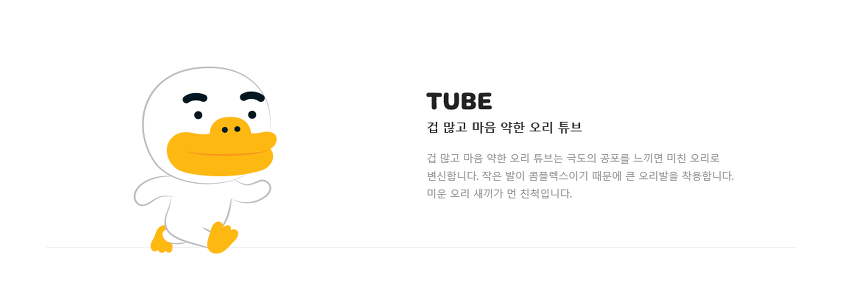 TUBE
겁 많고 마음 약한 오리 튜브
겁 많고 마음 약한 오리 튜브는 극도의 공포를 느끼면 미친 오리로
변신합니다. 작은 발이 콤플렉스이기 때문에 큰 오리발을 착용합니다.
미운 오리 새끼가 먼 친척입니다.